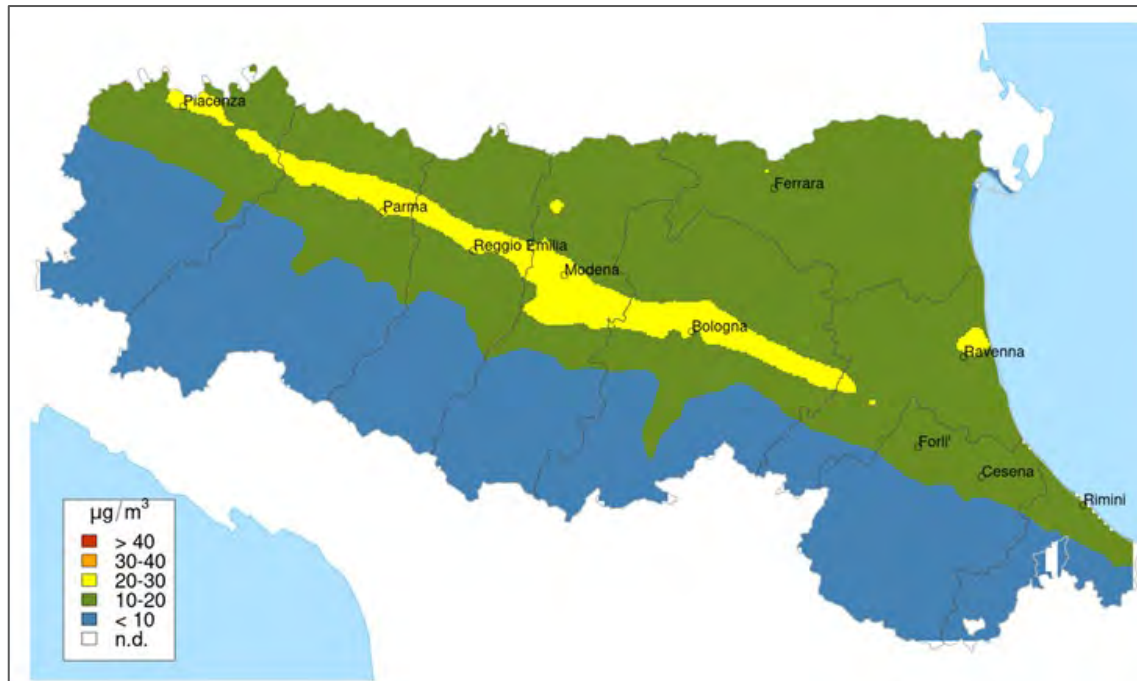 Piacenza
Ferrara
Parma
Reggio Emilia
Modena
Bologna
Ravenna
Forli'
Cesena
Rimini
µg/m³
> 40
30-40
20-30
10-20
< 10
n.d.